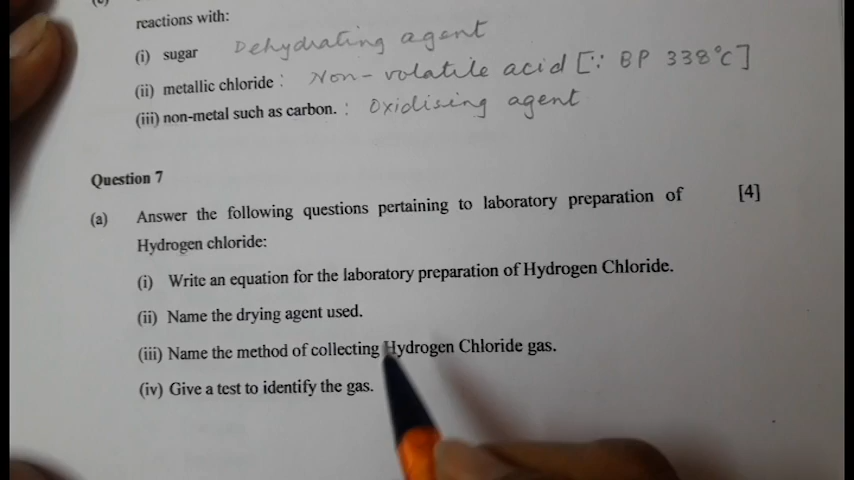 reactions with:
(i) sugar Dehydrating agent
(ii) metallic chloride : Non-volatile acid [∵ BP 338°C]
(iii) non-metal such as carbon. : Oxidising agent
Question 7
(a) Answer the following questions pertaining to laboratory preparation of [4]
Hydrogen chloride:
(i) Write an equation for the laboratory preparation of Hydrogen Chloride.
(ii) Name the drying agent used.
(iii) Name the method of collecting Hydrogen Chloride gas.
(iv) Give a test to identify the gas.